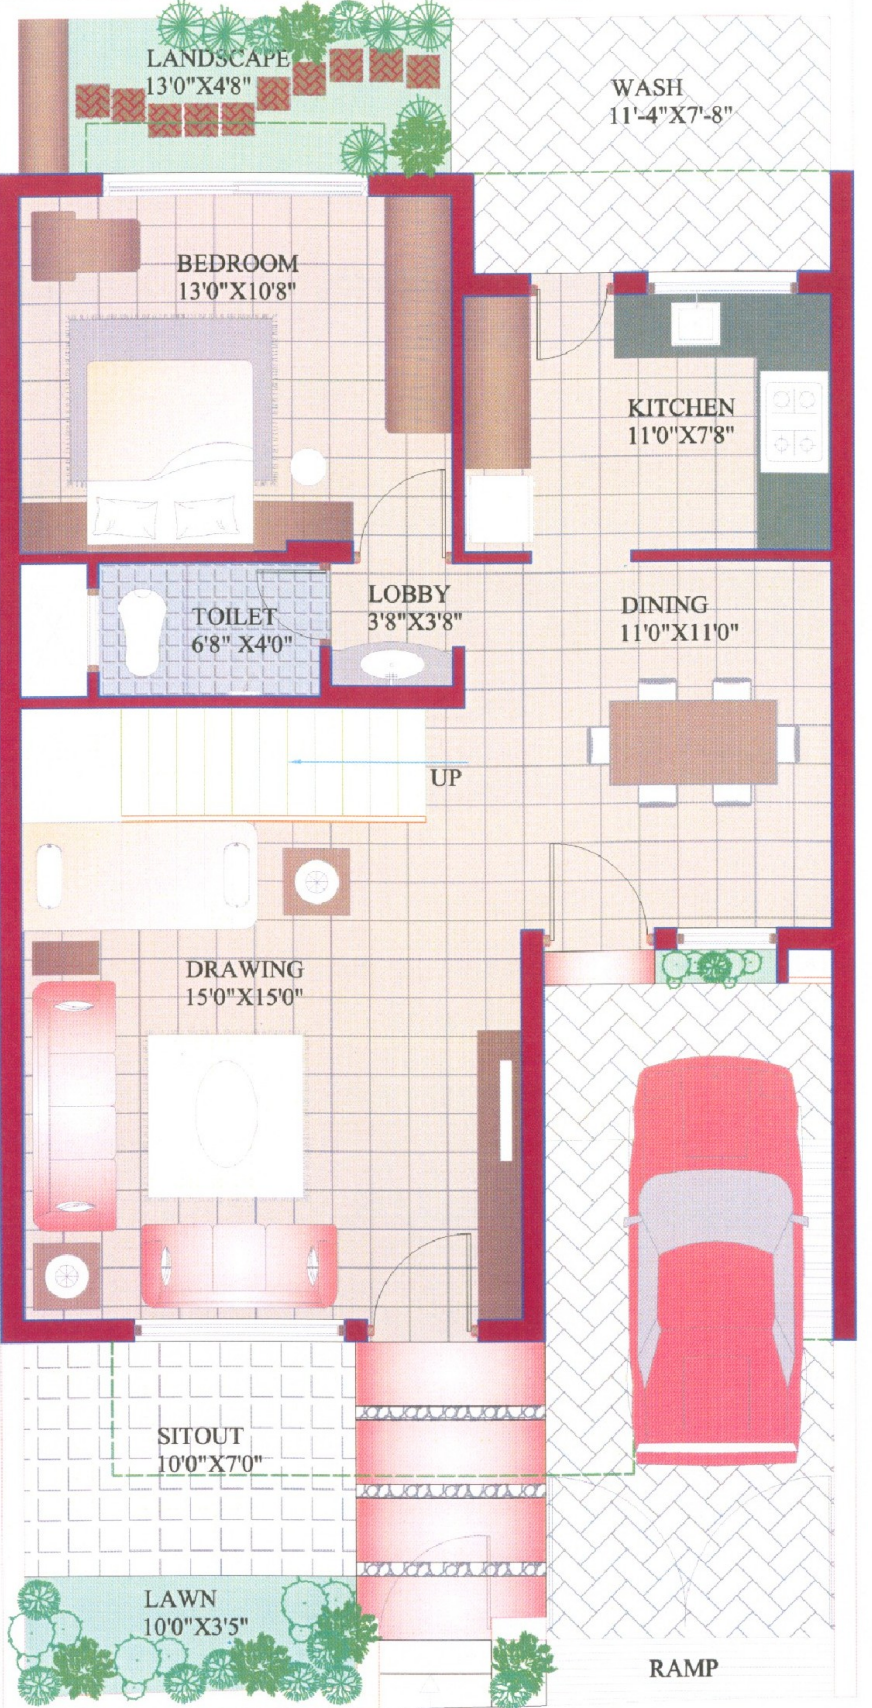 LANDSCAPE
13'0"X4'8"
WASH
11'-4"X7'-8"
BEDROOM
13'0"X10'8"
KITCHEN
11'0"X7'8"
LOBBY
3'8"X3'8"
TOILET
6'8" X4'0"
DINING
11'0"X11'0"
UP
DRAWING
15'0"X15'0"
SITOUT
10'0"X7'0"
LAWN
10'0"X3'5"
RAMP